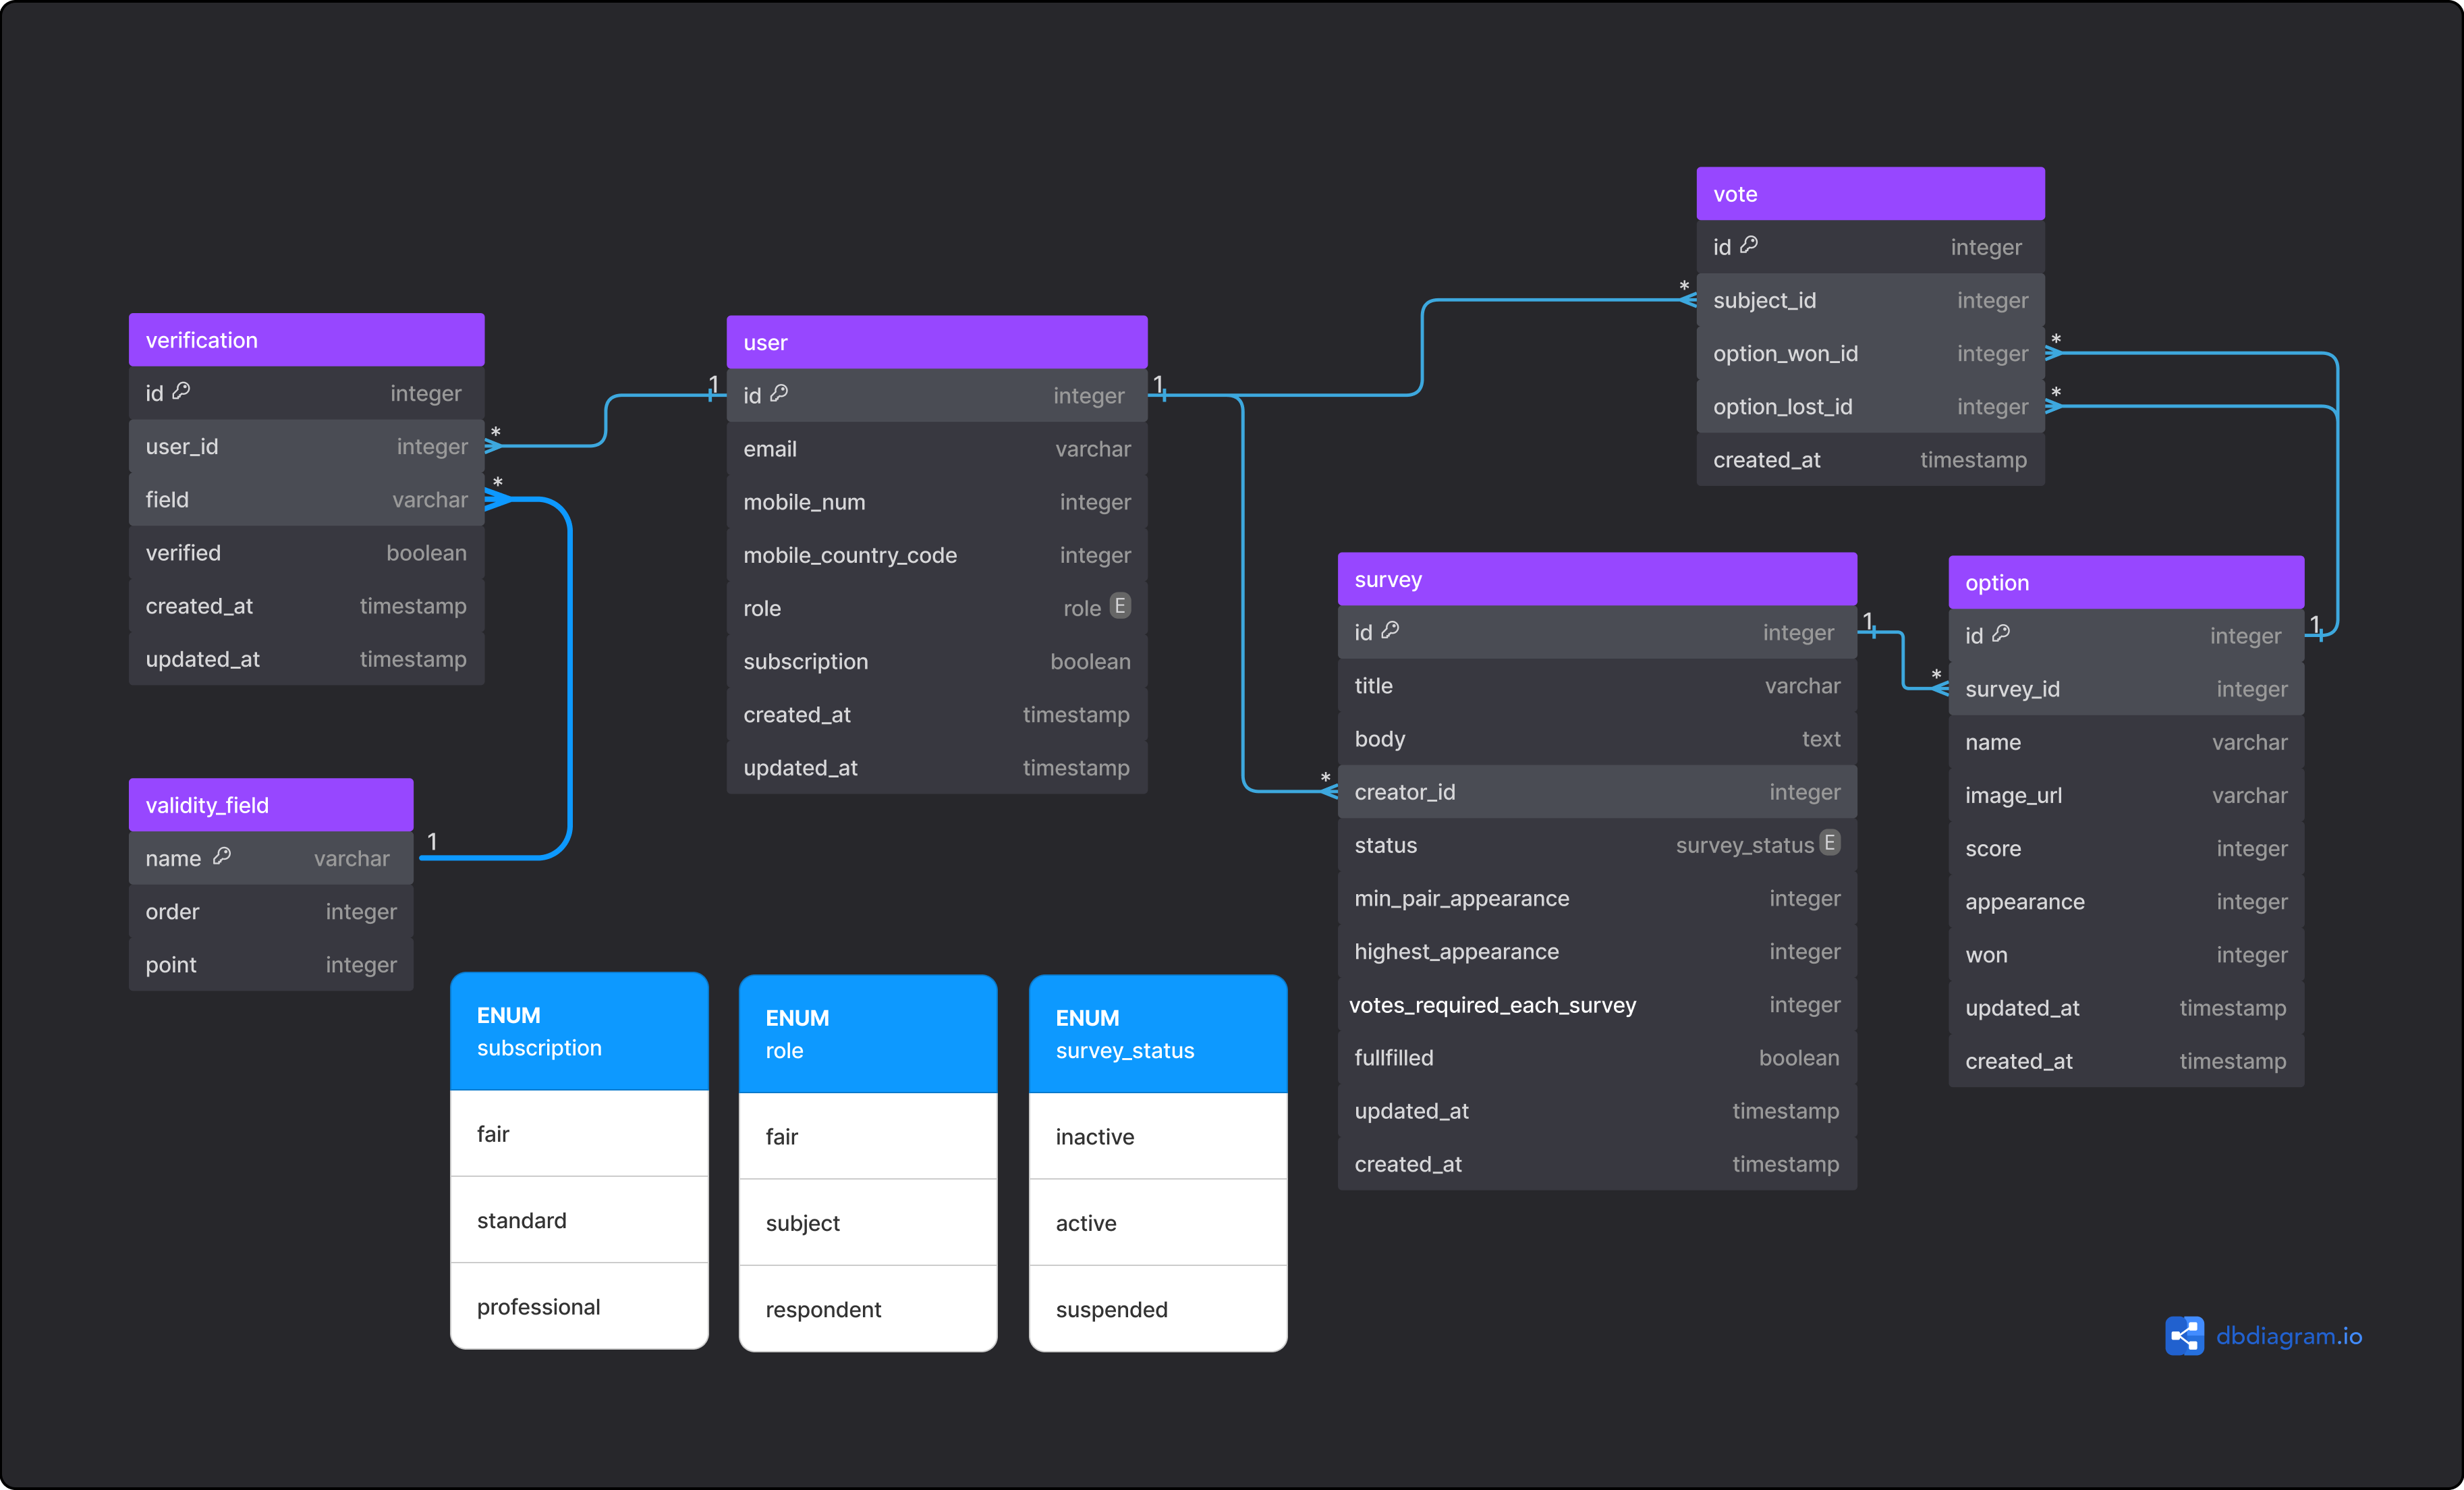 verification
id integer
user_id integer
*
field varchar
*
verified boolean
created_at timestamp
updated_at timestamp
validity_field
name varchar
1
order integer
point integer
user
1
id integer
1
email varchar
mobile_num integer
mobile_country_code integer
role role E
subscription boolean
created_at timestamp
updated_at timestamp
vote
id integer
*
subject_id integer
option_won_id integer
*
option_lost_id integer
*
created_at timestamp
survey
id integer
1
title varchar
body text
*
creator_id integer
status survey_status E
min_pair_appearance integer
highest_appearance integer
votes_required_each_survey integer
fullfilled boolean
updated_at timestamp
created_at timestamp
option
id integer
1
*
survey_id integer
name varchar
image_url varchar
score integer
appearance integer
won integer
updated_at timestamp
created_at timestamp
ENUM
subscription
fair
standard
professional
ENUM
role
fair
subject
respondent
ENUM
survey_status
inactive
active
suspended
dbdiagram.io